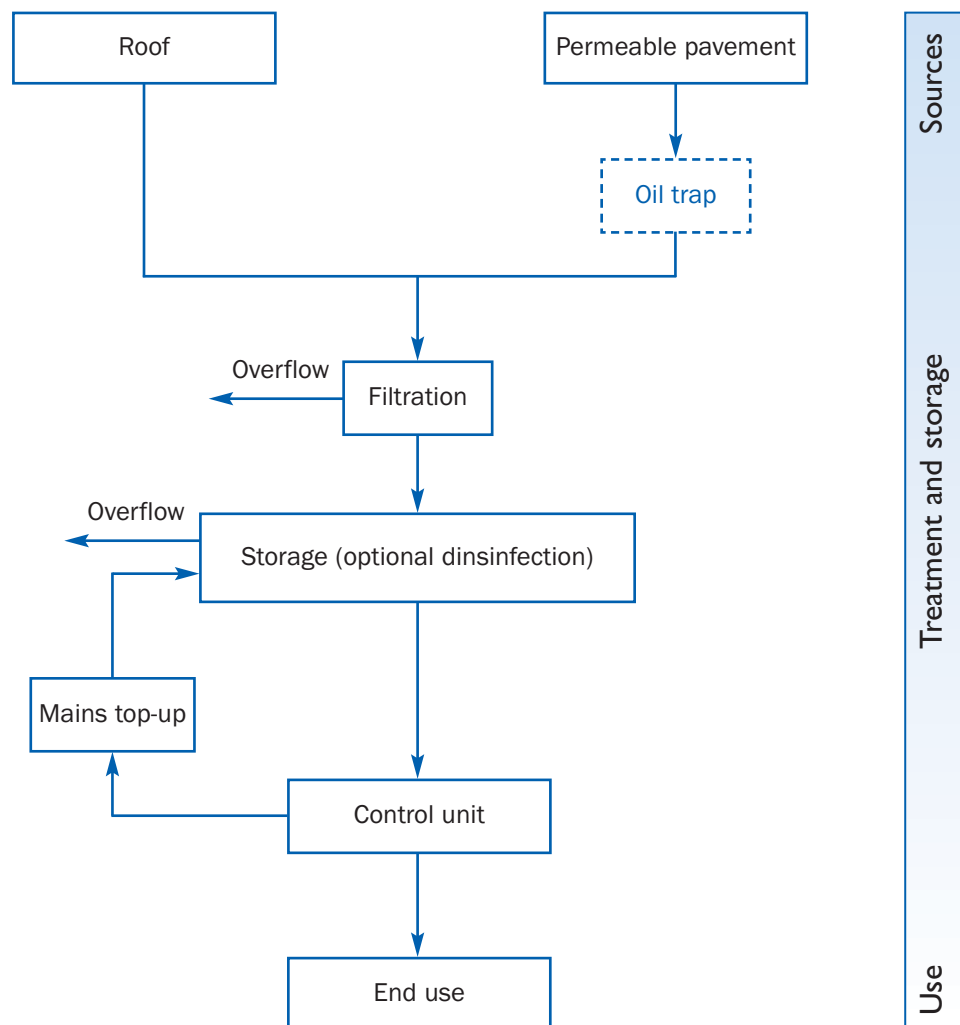 Roof
Permeable pavement
Oil trap
Overflow
Filtration
Overflow
Storage (optional dinsinfection)
Mains top-up
Control unit
End use
Sources
Treatment and storage
Use